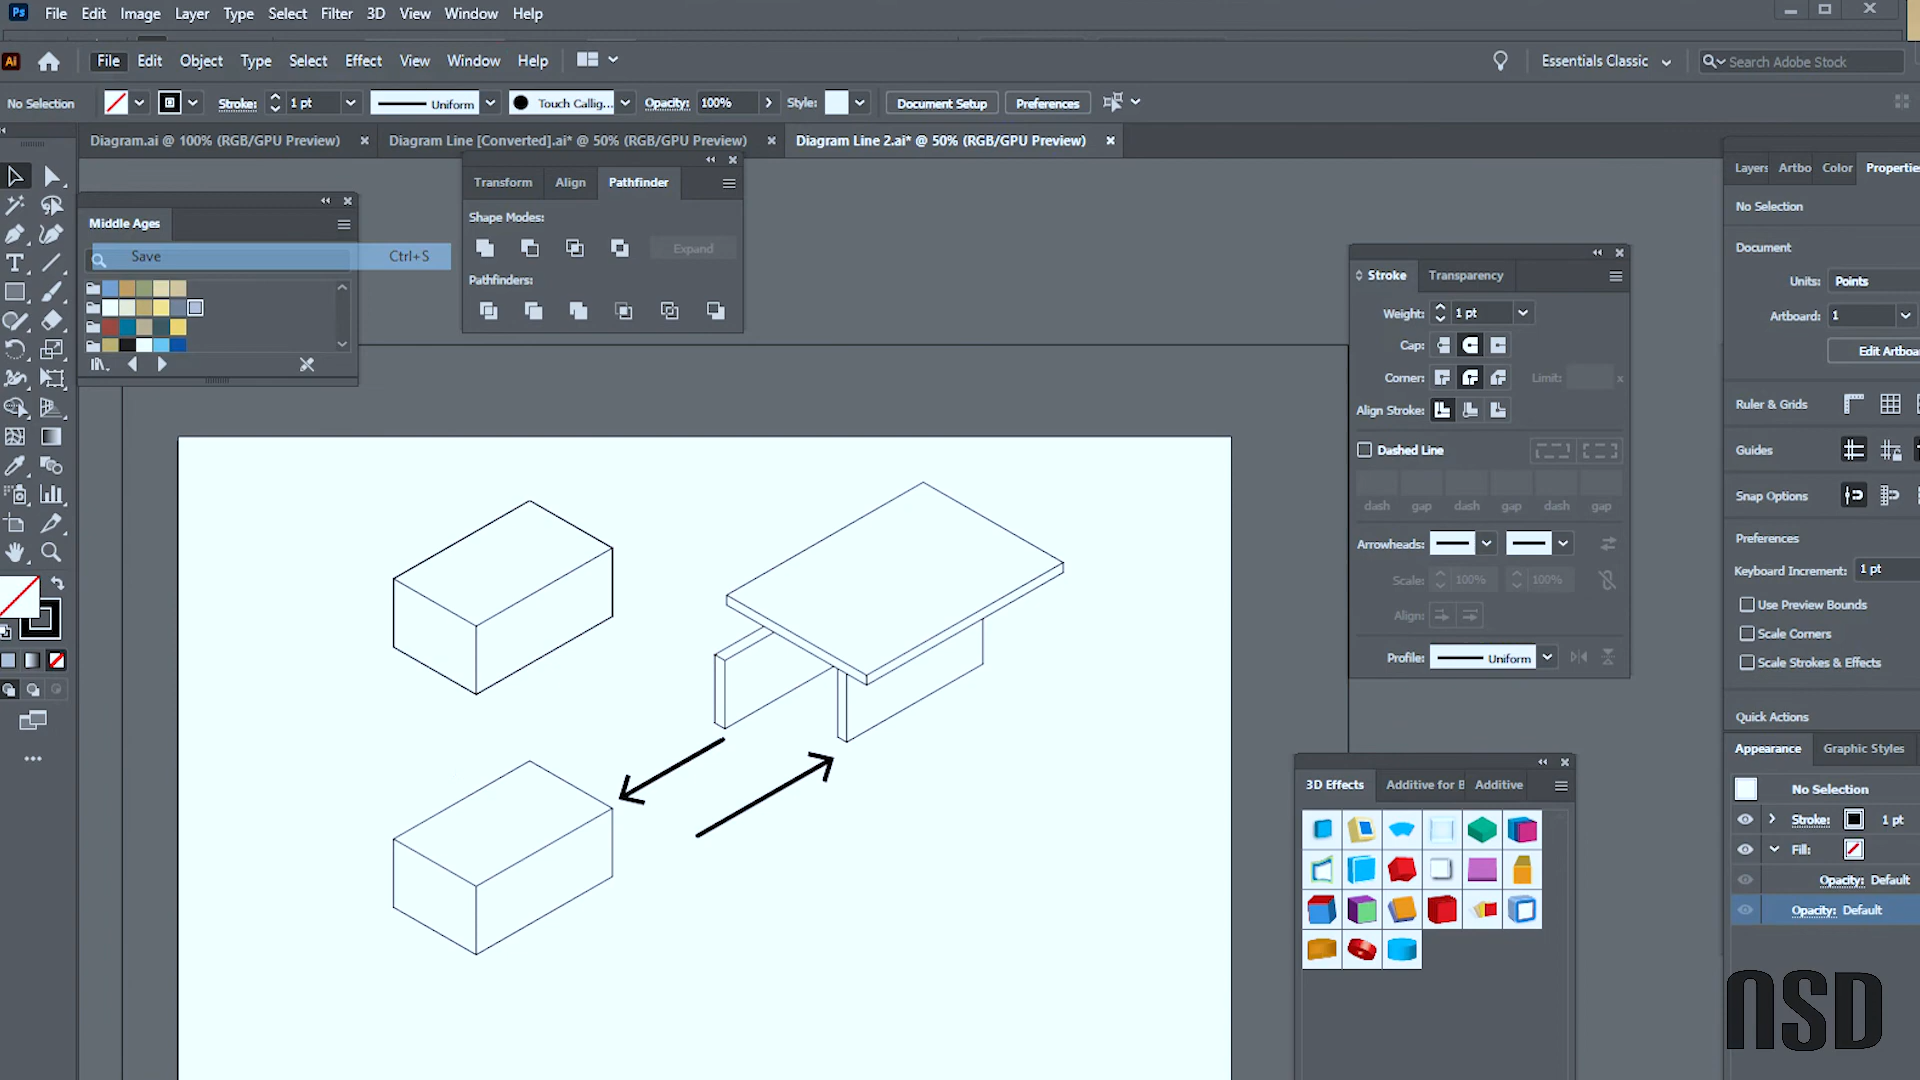 Ps File Edit Image Layer Type Select Filter 3D View Window Help
Ai File Edit Object Type Select Effect View Window Help Essentials Classic Search Adobe Stock
No Selection Stroke: 1 pt Uniform Touch Callig... Opacity: 100% Style: Document Setup Preferences
Diagram.ai @ 100% (RGB/GPU Preview) Diagram Line [Converted].ai* @ 50% (RGB/GPU Preview) Diagram Line 2.ai* @ 50% (RGB/GPU Preview)
Middle Ages
Save Ctrl+S
Transform Align Pathfinder
Shape Modes:
Expand
Pathfinders:
Stroke Transparency
Weight: 1 pt
Cap:
Corner: Limit: x
Align Stroke:
Dashed Line
dash gap dash gap dash gap
Arrowheads:
Scale: 100% 100%
Align:
Profile: Uniform
3D Effects Additive for B Additive
Layers Artbo Color Propertie
No Selection
Document
Units: Points
Artboard: 1
Edit Artboa
Ruler & Grids
Guides
Snap Options
Preferences
Keyboard Increment: 1 pt
Use Preview Bounds
Scale Corners
Scale Strokes & Effects
Quick Actions
Appearance Graphic Styles
No Selection
Stroke: 1 pt
Fill:
Opacity: Default
Opacity: Default
NSD